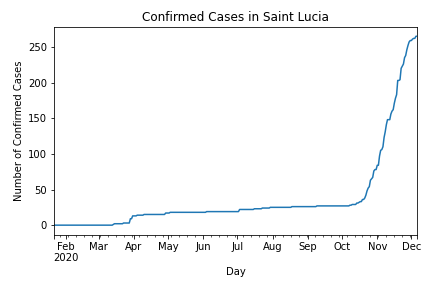 Confirmed Cases in Saint Lucia
250
200
150
100
50
0
Number of Confirmed Cases
Feb Mar Apr May Jun Jul Aug Sep Oct Nov Dec
2020
Day